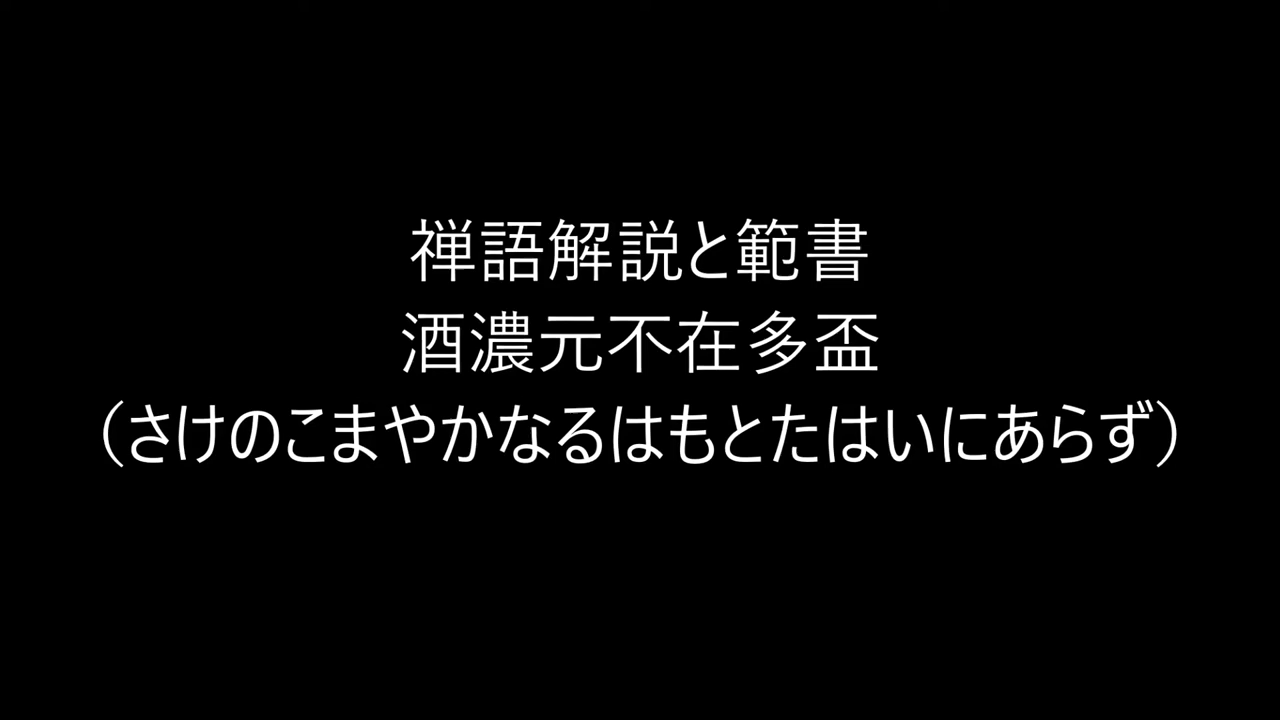 禅語解説と範書
酒濃元不在多盃
（さけのこまやかなるはもとたはいにあらず）